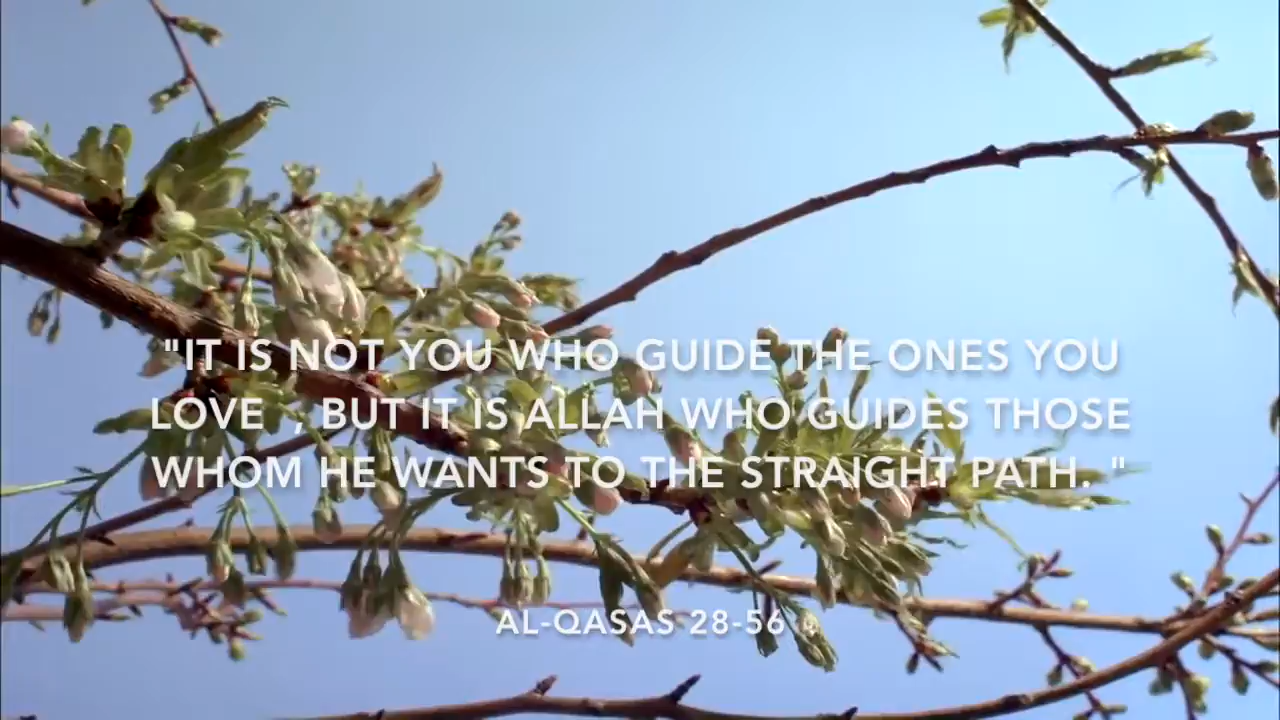 "IT IS NOT YOU WHO GUIDE THE ONES YOU
LOVE , BUT IT IS ALLAH WHO GUIDES THOSE
WHOM HE WANTS TO THE STRAIGHT PATH. "
AL-QASAS 28-56